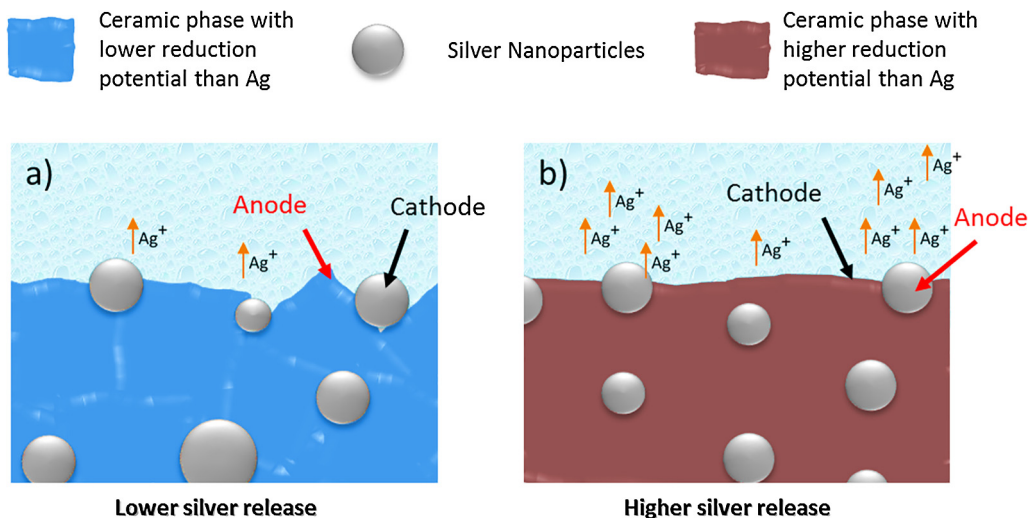 Ceramic phase with
lower reduction
potential than Ag
Silver Nanoparticles
Ceramic phase with
higher reduction
potential than Ag
a)
Anode
Cathode
Ag+
Ag+
Lower silver release
b)
Cathode
Anode
Ag+
Ag+
Ag+
Ag+
Ag+
Ag+
Ag+
Ag+
Ag+
Higher silver release